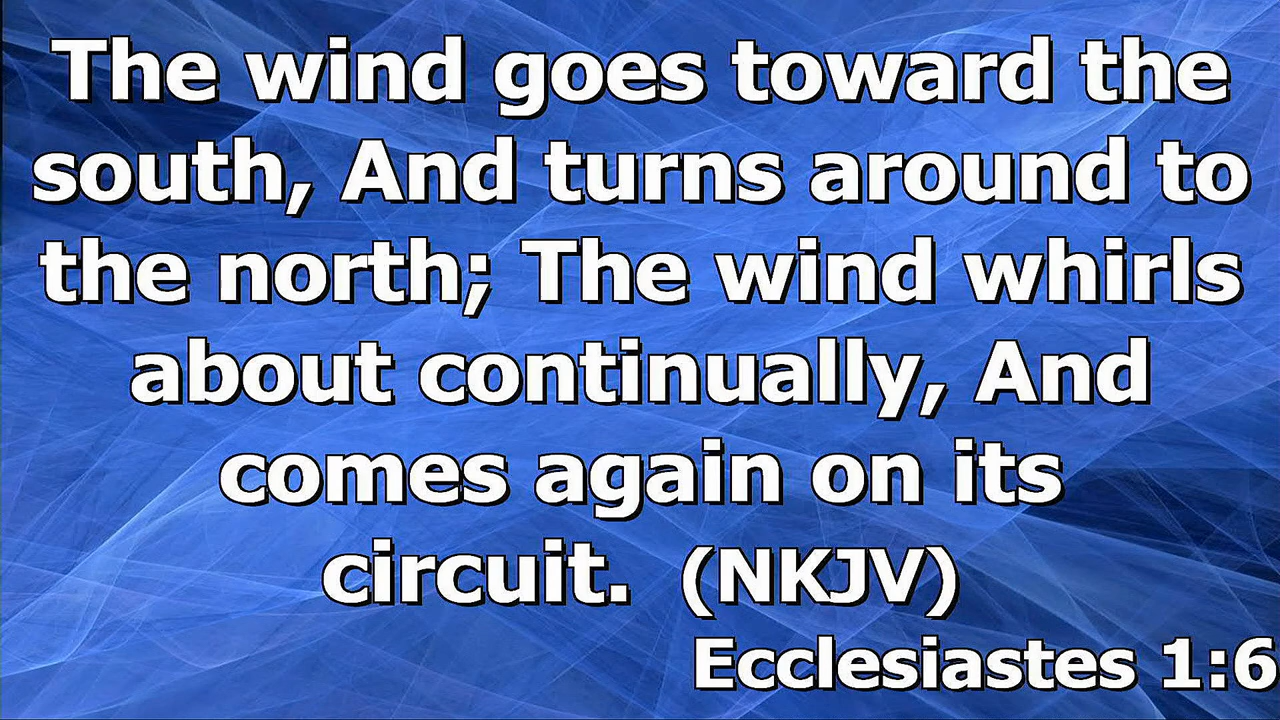 The wind goes toward the
south, And turns around to
the north; The wind whirls
about continually, And
comes again on its
circuit. (NKJV)
Ecclesiastes 1:6